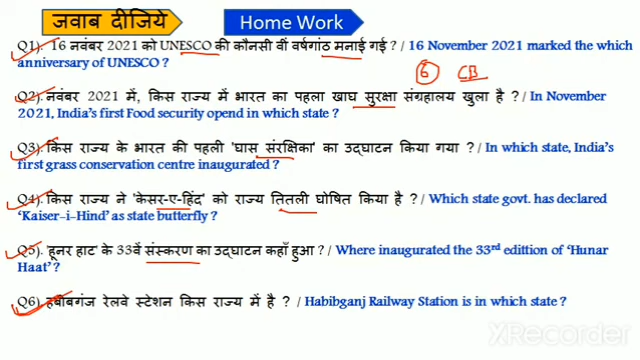 जवाब दीजिये
Home Work
Q1). 16 नवंबर 2021 को UNESCO की कौनसी वीं वर्षगांठ मनाई गई? / 16 November 2021 marked the which
anniversary of UNESCO ?
6 CB
Q2). नवंबर 2021 में, किस राज्य में भारत का पहला खाघ सुरक्षा संग्रहालय खुला है ? / In November
2021, India's first Food security opend in which state ?
Q3). किस राज्य के भारत की पहली 'घास संरक्षिका' का उद्घाटन किया गया? / In which state, India's
first grass conservation centre inaugurated ?
Q4). किस राज्य ने 'केसर-ए-हिंद' को राज्य तितली घोषित किया है ? / Which state govt. has declared
'Kaiser-i-Hind' as state butterfly ?
Q5). 'हूनर हाट' के 33वें संस्करण का उद्घाटन कहाँ हुआ? / Where inaugurated the 33rd edittion of 'Hunar
Haat'?
Q6). हबीबगंज रेलवे स्टेशन किस राज्य में है ? / Habibganj Railway Station is in which state ?
XRecorder